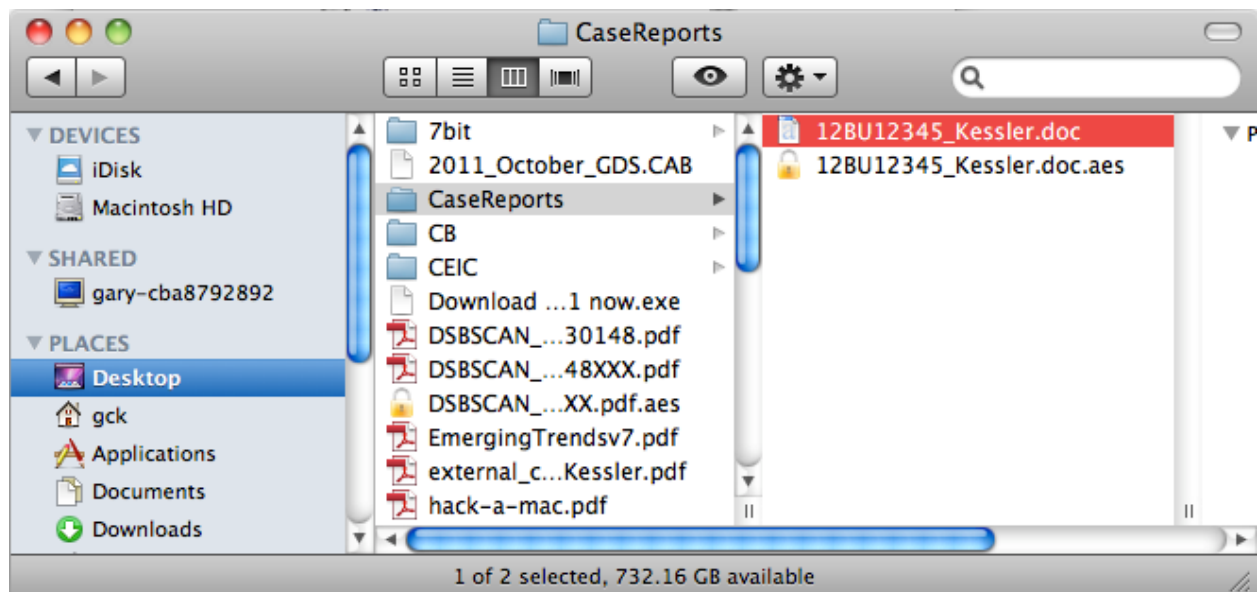 CaseReports
DEVICES
iDisk
Macintosh HD
SHARED
gary-cba8792892
PLACES
Desktop
gck
Applications
Documents
Downloads
7bit
2011_October_GDS.CAB
CaseReports
CB
CEIC
Download ...1 now.exe
DSBSCAN_...30148.pdf
DSBSCAN_...48XXX.pdf
DSBSCAN_...XX.pdf.aes
EmergingTrendsv7.pdf
external_c...Kessler.pdf
hack-a-mac.pdf
12BU12345_Kessler.doc
12BU12345_Kessler.doc.aes
P
1 of 2 selected, 732.16 GB available